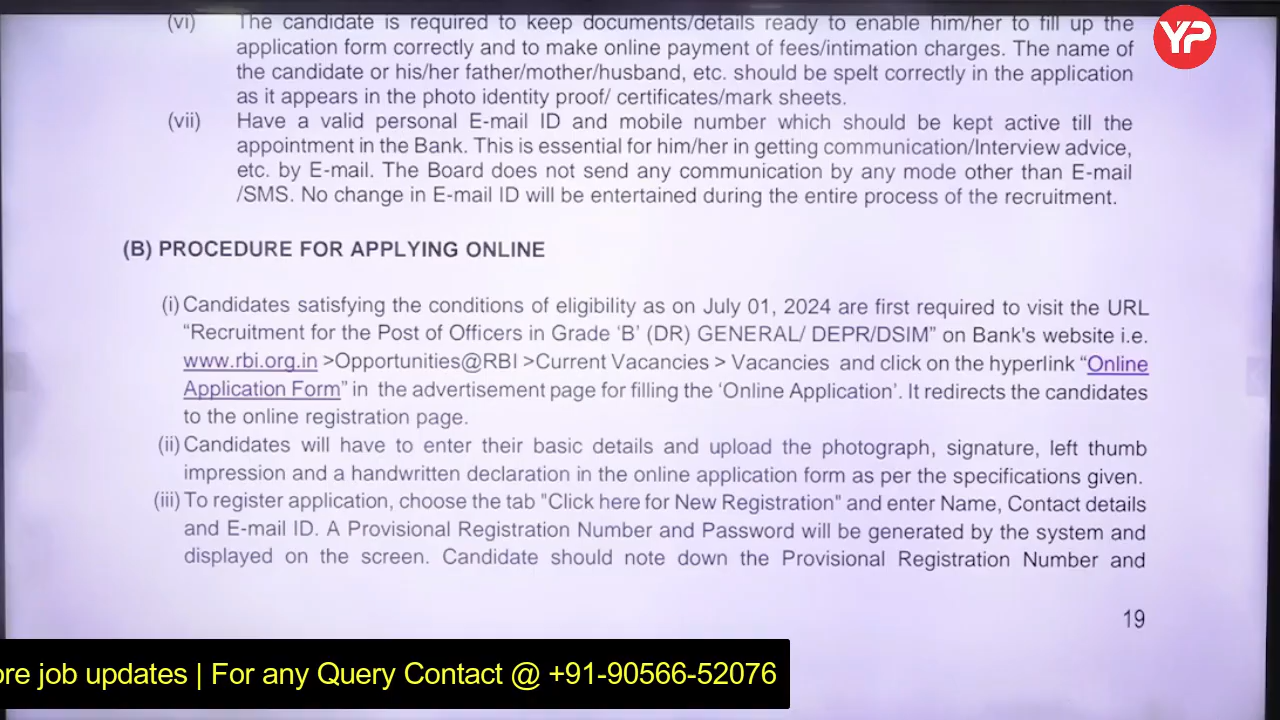 (vi) The candidate is required to keep documents/details ready to enable him/her to fill up the
application form correctly and to make online payment of fees/intimation charges. The name of
the candidate or his/her father/mother/husband, etc. should be spelt correctly in the application
as it appears in the photo identity proof/ certificates/mark sheets.
(vii) Have a valid personal E-mail ID and mobile number which should be kept active till the
appointment in the Bank. This is essential for him/her in getting communication/Interview advice,
etc. by E-mail. The Board does not send any communication by any mode other than E-mail
/SMS. No change in E-mail ID will be entertained during the entire process of the recruitment.
(B) PROCEDURE FOR APPLYING ONLINE
(i) Candidates satisfying the conditions of eligibility as on July 01, 2024 are first required to visit the URL
“Recruitment for the Post of Officers in Grade ‘B’ (DR) GENERAL/ DEPR/DSIM” on Bank's website i.e.
www.rbi.org.in >Opportunities@RBI >Current Vacancies > Vacancies and click on the hyperlink “Online
Application Form” in the advertisement page for filling the ‘Online Application’. It redirects the candidates
to the online registration page.
(ii) Candidates will have to enter their basic details and upload the photograph, signature, left thumb
impression and a handwritten declaration in the online application form as per the specifications given.
(iii) To register application, choose the tab "Click here for New Registration" and enter Name, Contact details
and E-mail ID. A Provisional Registration Number and Password will be generated by the system and
displayed on the screen. Candidate should note down the Provisional Registration Number and
19
YP
ore job updates | For any Query Contact @ +91-90566-52076